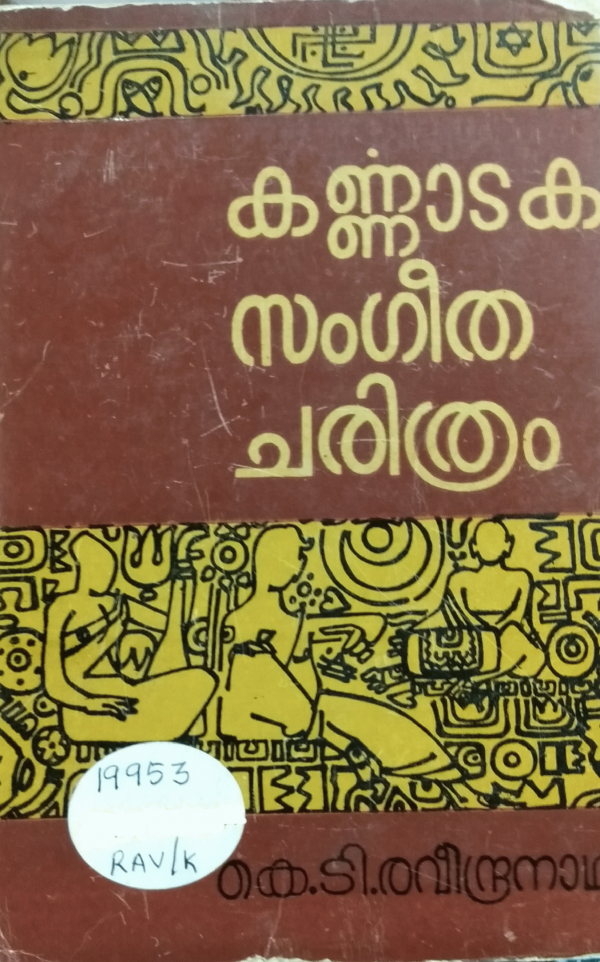 കർണ്ണാടക
സംഗീത
ചരിത്രം
19953
RAV/K
കെ.ടി.രവീന്ദ്രനാഥ